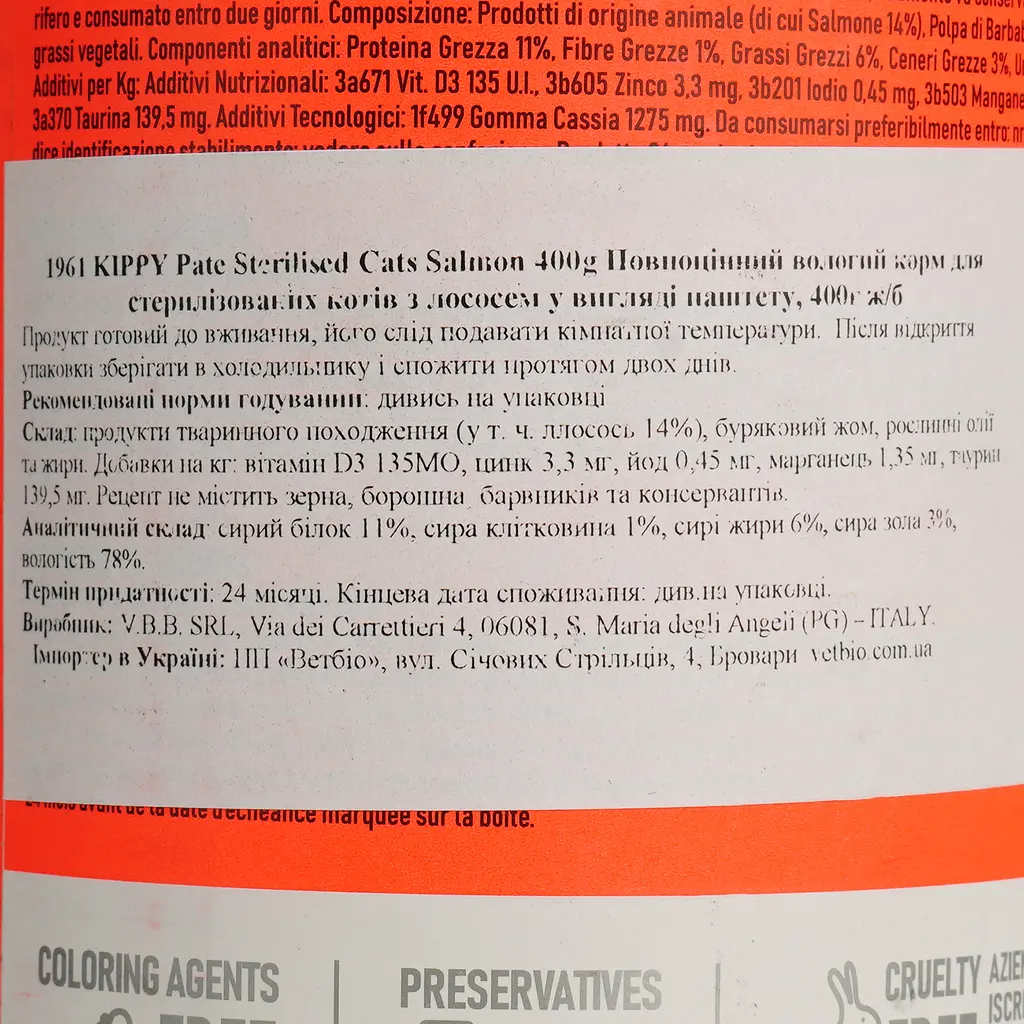 rifero e consumato entro due giorni. Composizione: Prodotti di origine animale (di cui Salmone 14%), Polpa di Barbab
grassi vegetali. Componenti analitici: Proteina Grezza 11%, Fibre Grezze 1%, Grassi Grezzi 6%, Ceneri Grezze 3%, U
Additivi per Kg: Additivi Nutrizionali: 3a671 Vit. D3 135 U.I., 3b605 Zinco 3,3 mg, 3b201 Iodio 0,45 mg, 3b503 Mangane
3a370 Taurina 139,5 mg. Additivi Tecnologici: 1f499 Gomma Cassia 1275 mg. Da consumarsi preferibilmente entro:
dice identificazione stabilimento: vedere sulla confezione.
1961 KIPPY Pate Sterilised Cats Salmon 400g Повноцінний вологий корм для
стерилізованих котів з лососем у вигляді паштету, 400г ж/б
Продукт готовий до вживання, його слід подавати кімнатної температури. Після відкриття
упаковки зберігати в холодильнику і спожити протягом двох днів.
Рекомендовані норми годування: дивись на упаковці
Склад: продукти тваринного походження (у т. ч. ллосось 14%), буряковий жом, рослинні олії
та жири. Добавки на кг: вітамін D3 135МО, цинк 3,3 мг, йод 0,45 мг, марганець 1,35 мг, таурин
139,5 мг. Рецепт не містить зерна, борошна, барвників та консервантів.
Аналітичний склад: сирий білок 11%, сира клітковина 1%, сирі жири 6%, сира зола 3%,
вологість 78%.
Термін придатності: 24 місяці. Кінцева дата споживання: див.на упаковці.
Виробник: V.B.B. SRL, Via dei Carrettieri 4, 06081, S. Maria degli Angeli (PG) – ITALY.
Імпортер в Україні: ПП «Ветбіо», вул. Січових Стрільців, 4, Бровари vetbio.com.ua
24 mois avant de la date d'échéance marquée sur la boîte.
COLORING AGENTS
FREE
PRESERVATIVES
CRUELTY
FREE
AZIEN
ISCRI